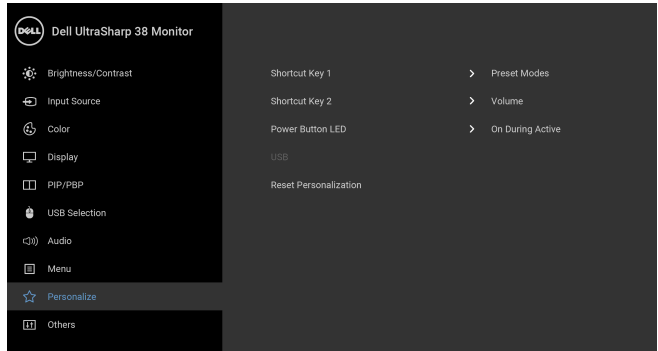 DELL Dell UltraSharp 38 Monitor
Brightness/Contrast
Shortcut Key 1 > Preset Modes
Input Source
Shortcut Key 2 > Volume
Color
Power Button LED > On During Active
Display
USB
PIP/PBP
Reset Personalization
USB Selection
Audio
Menu
Personalize
Others